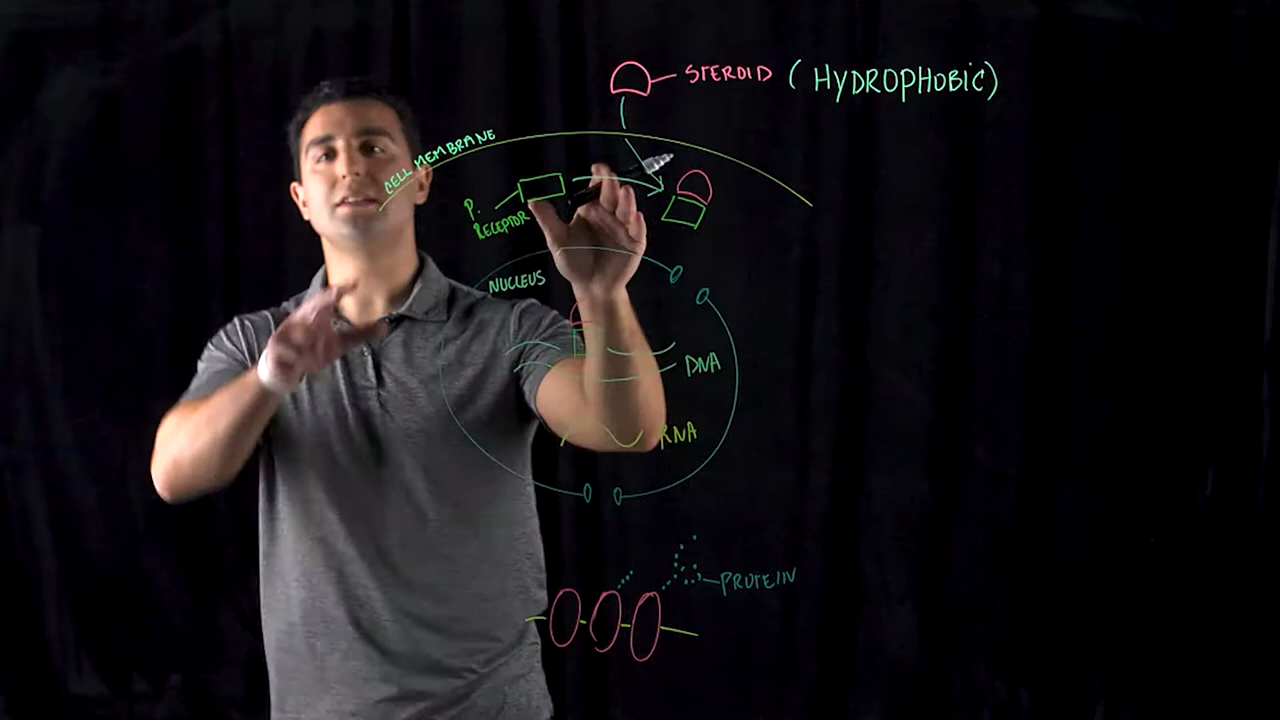 STEROID (HYDROPHOBIC)
CELL MEMBRANE
P.
RECEPTOR
NUCLEUS
DNA
RNA
PROTEIN